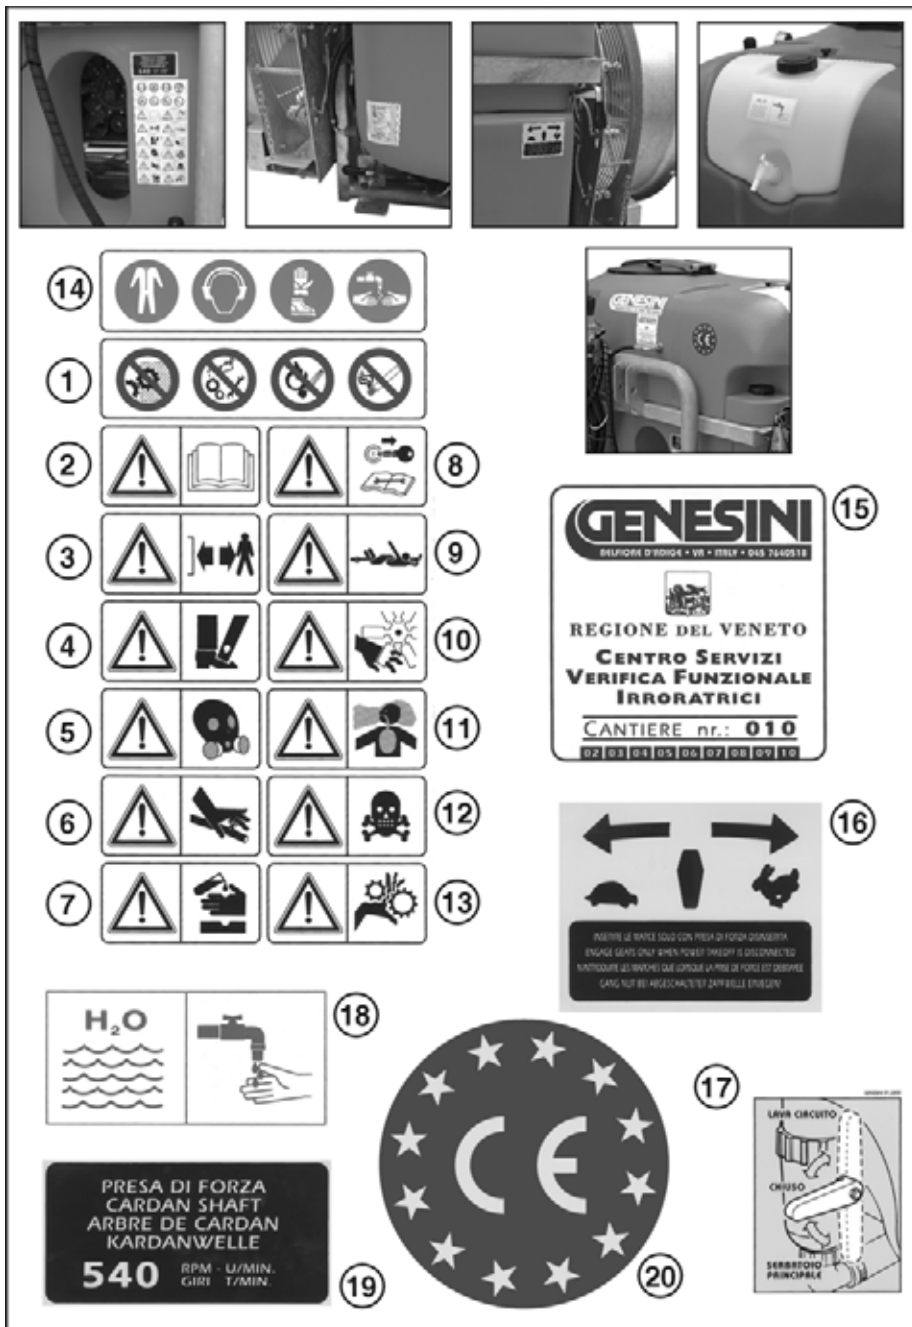 540
14
1
2
8
3
9
4
10
5
11
6
12
7
13
GENESINI
GENESINI
BELFIORE D'ADIGE • VR • ITALY • 045 7640518
15
REGIONE DEL VENETO
CENTRO SERVIZI
VERIFICA FUNZIONALE
IRRORATRICI
CANTIERE nr.: 010
02 03 04 05 06 07 08 09 10
16
INSERIRE LE MARCE SOLO CON PRESA DI FORZA DISINSERITA
ENGAGE GEATS ONLY WHEN POWER TAKEOFF IS DISCONNECTED
H2O
18
17
LAVA CIRCUITO
CHIUSO
SERBATOIO
PRINCIPALE
PRESA DI FORZA
CARDAN SHAFT
ARBRE DE CARDAN
KARDANWELLE
540 RPM - U/MIN.
GIRI T/MIN.
19
CE
20